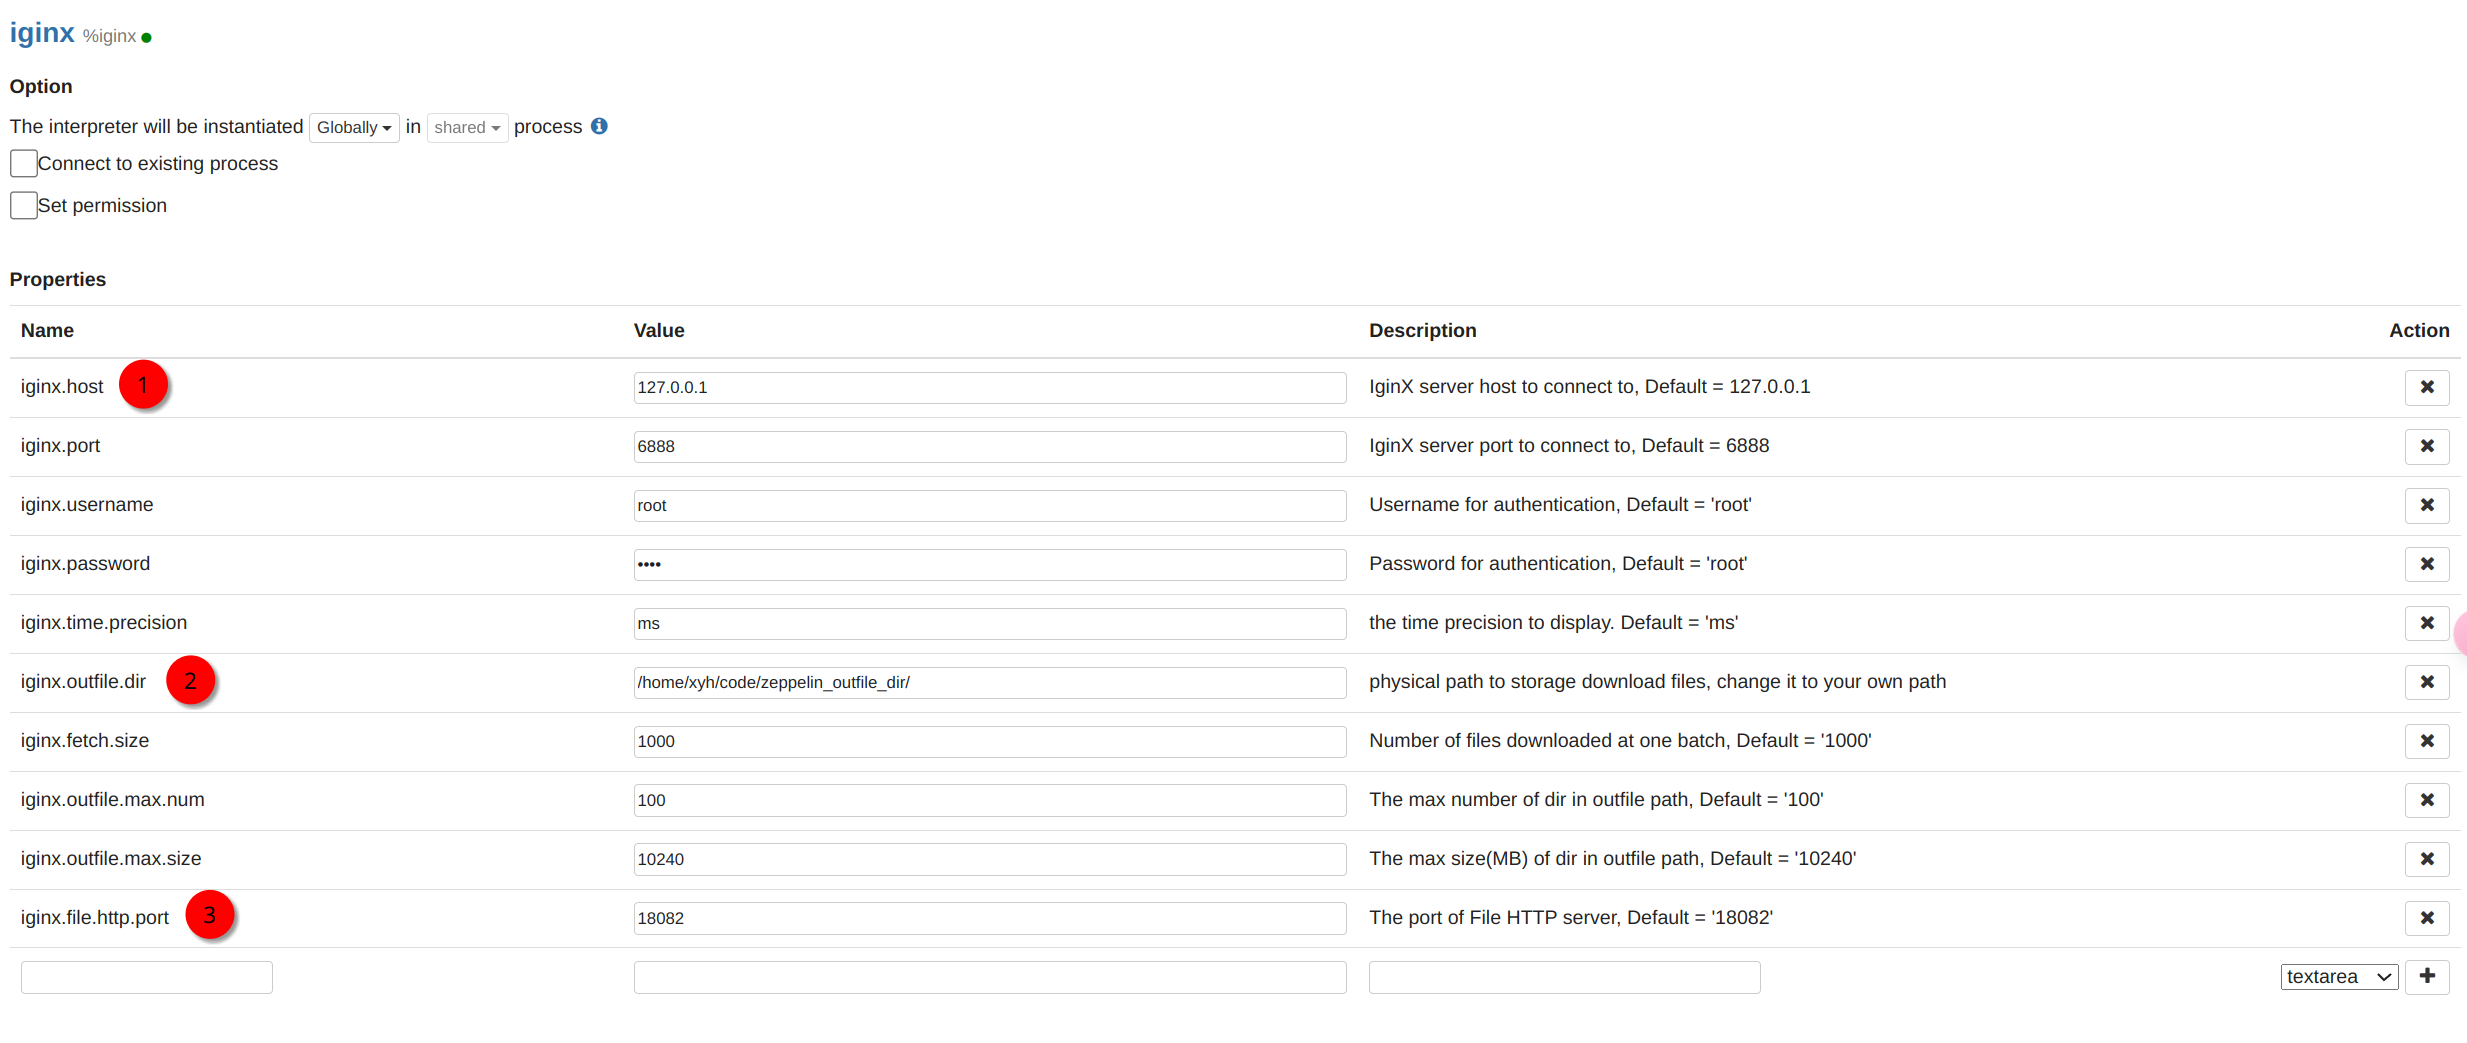 iginx %iginx
Option
The interpreter will be instantiated Globally in shared process
Connect to existing process
Set permission
Properties
Name Value Description Action
iginx.host 1 127.0.0.1 IginX server host to connect to, Default = 127.0.0.1
iginx.port 6888 IginX server port to connect to, Default = 6888
iginx.username root Username for authentication, Default = 'root'
iginx.password •••• Password for authentication, Default = 'root'
iginx.time.precision ms the time precision to display. Default = 'ms'
iginx.outfile.dir 2 /home/xyh/code/zeppelin_outfile_dir/ physical path to storage download files, change it to your own path
iginx.fetch.size 1000 Number of files downloaded at one batch, Default = '1000'
iginx.outfile.max.num 100 The max number of dir in outfile path, Default = '100'
iginx.outfile.max.size 10240 The max size(MB) of dir in outfile path, Default = '10240'
iginx.file.http.port 3 18082 The port of File HTTP server, Default = '18082'
textarea